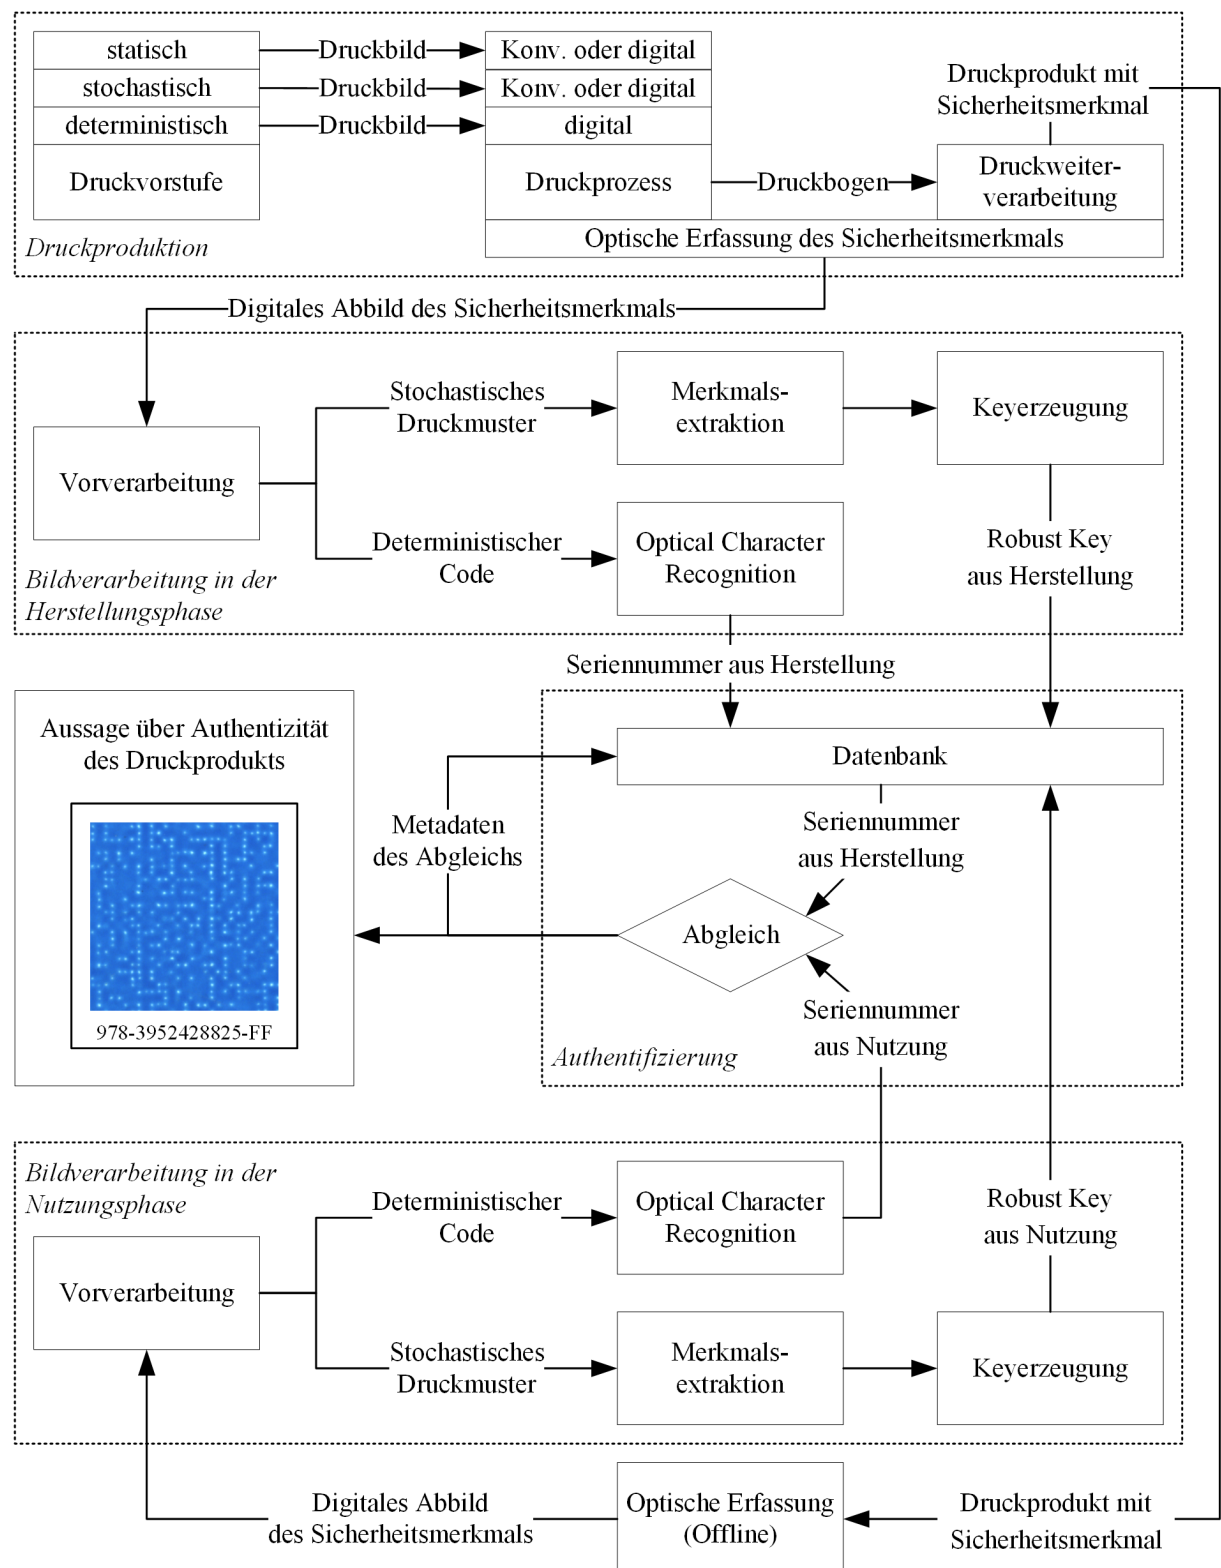 statisch
Druckbild
Konv. oder digital
stochastisch
Druckbild
Konv. oder digital
deterministisch
Druckbild
digital
Druckvorstufe
Druckprozess
Druckbogen
Druckweiter-
verarbeitung
Druckprodukt mit
Sicherheitsmerkmal
Optische Erfassung des Sicherheitsmerkmals
Druckproduktion
Digitales Abbild des Sicherheitsmerkmals
Vorverarbeitung
Stochastisches
Druckmuster
Merkmals-
extraktion
Keyerzeugung
Deterministischer
Code
Optical Character
Recognition
Robust Key
aus Herstellung
Bildverarbeitung in der
Herstellungsphase
Seriennummer aus Herstellung
Aussage über Authentizität
des Druckprodukts
978-3952428825-FF
Metadaten
des Abgleichs
Datenbank
Seriennummer
aus Herstellung
Abgleich
Seriennummer
aus Nutzung
Authentifizierung
Bildverarbeitung in der
Nutzungsphase
Vorverarbeitung
Deterministischer
Code
Optical Character
Recognition
Robust Key
aus Nutzung
Stochastisches
Druckmuster
Merkmals-
extraktion
Keyerzeugung
Digitales Abbild
des Sicherheitsmerkmals
Optische Erfassung
(Offline)
Druckprodukt mit
Sicherheitsmerkmal